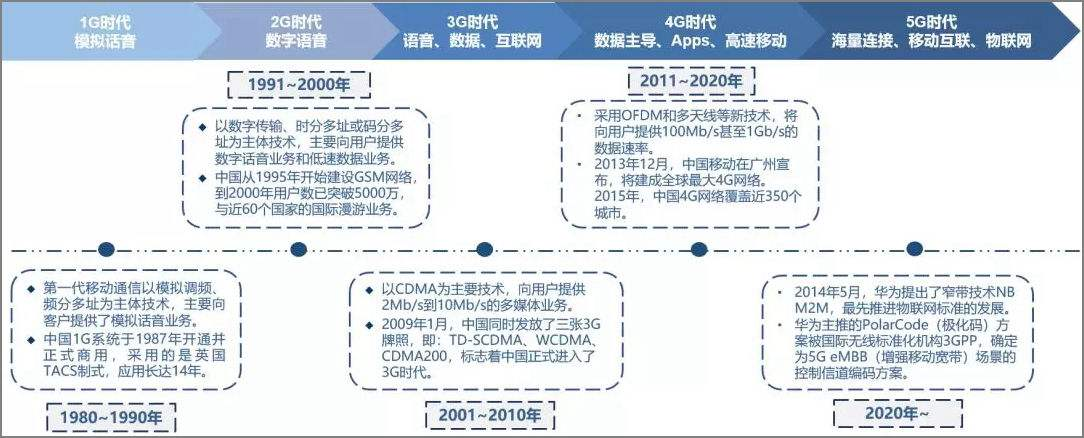 1G时代
模拟话音
2G时代
数字语音
3G时代
语音、数据、互联网
4G时代
数据主导、Apps、高速移动
5G时代
海量连接、移动互联、物联网
1991~2000年
◆ 以数字传输、时分多址或码分多
址为主体技术，主要向用户提供
数字话音业务和低速数据业务。
◆ 中国从1995年开始建设GSM网络，
到2000年用户数已突破5000万，
与近60个国家的国际漫游业务。
2011~2020年
• 采用OFDM和多天线等新技术，将
向用户提供100Mb/s甚至1Gb/s的
数据速率。
• 2013年12月，中国移动在广州宣
布，将建成全球最大4G网络。
2015年，中国4G网络覆盖近350个
城市。
◆ 第一代移动通信以模拟调频、
频分多址为主体技术，主要向
客户提供了模拟话音业务。
◆ 中国1G系统于1987年开通并
正式商用，采用的是英国
TACS制式，应用长达14年。
1980~1990年
◆ 以CDMA为主要技术，向用户提供
2Mb/s到10Mb/s的多媒体业务。
◆ 2009年1月，中国同时发放了三张3G
牌照，即：TD-SCDMA、WCDMA、
CDMA200，标志着中国正式进入了
3G时代。
2001~2010年
• 2014年5月，华为提出了窄带技术NB
M2M，最先推进物联网标准的发展。
• 华为主推的PolarCode（极化码）方
案被国际无线标准化机构3GPP，确定
为5G eMBB（增强移动宽带）场景的
控制信道编码方案。
2020年~